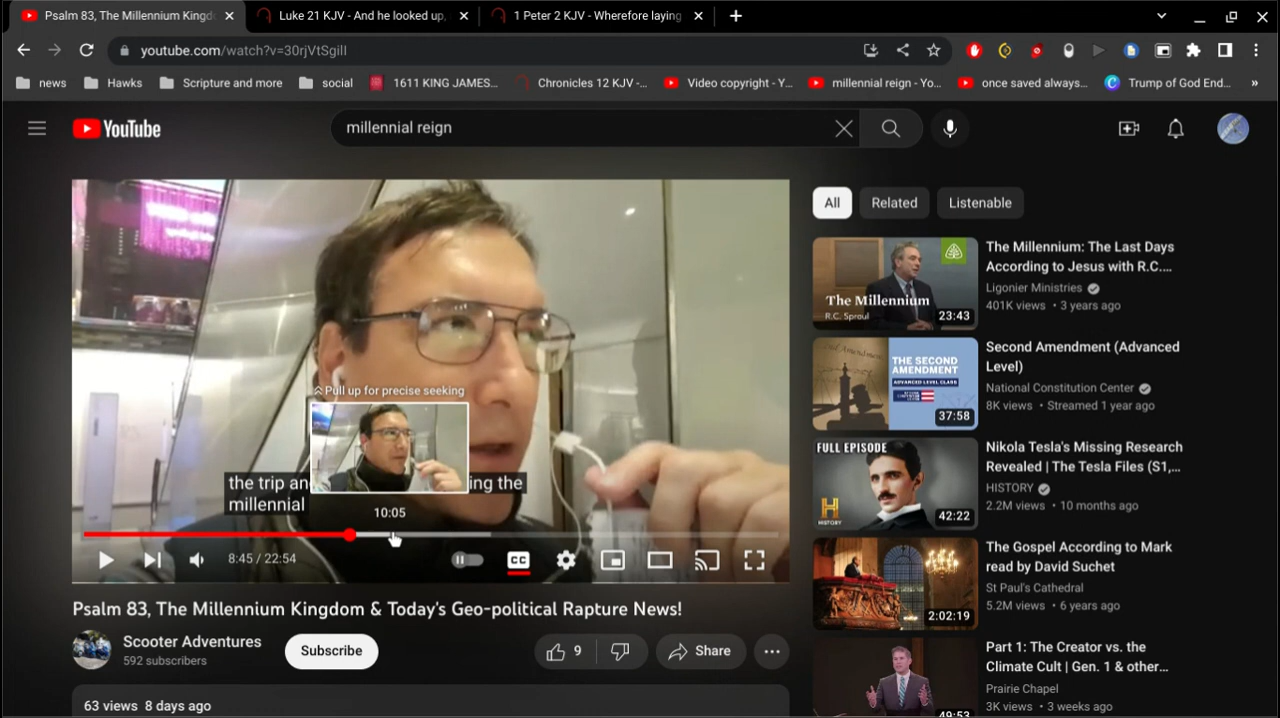 Psalm 83, The Millennium Kingd
Luke 21 KJV - And he looked up,
1 Peter 2 KJV - Wherefore laying
youtube.com/watch?v=30rjVtSgilI
news
Hawks
Scripture and more
social
1611 KING JAMES...
Chronicles 12 KJV -...
Video copyright - Y...
millennial reign - Yo...
once saved always...
Trump of God End...
YouTube
millennial reign
All
Related
Listenable
The Millennium
R.C. Sproul
23:43
The Millennium: The Last Days
According to Jesus with R.C....
Ligonier Ministries
401K views • 3 years ago
THE SECOND
AMENDMENT
ADVANCED LEVEL CLASS
37:58
Second Amendment (Advanced
Level)
National Constitution Center
8K views • Streamed 1 year ago
FULL EPISODE
HISTORY
42:22
Nikola Tesla's Missing Research
Revealed | The Tesla Files (S1,...
HISTORY
2.2M views • 10 months ago
2:02:19
The Gospel According to Mark
read by David Suchet
St Paul's Cathedral
5.2M views • 6 years ago
49:53
Part 1: The Creator vs. the
Climate Cult | Gen. 1 & other...
Prairie Chapel
3K views • 3 weeks ago
Pull up for precise seeking
the trip an ing the
millennial
10:05
8:45 / 22:54
CC
Psalm 83, The Millennium Kingdom & Today's Geo-political Rapture News!
Scooter Adventures
592 subscribers
Subscribe
9
Share
63 views 8 days ago